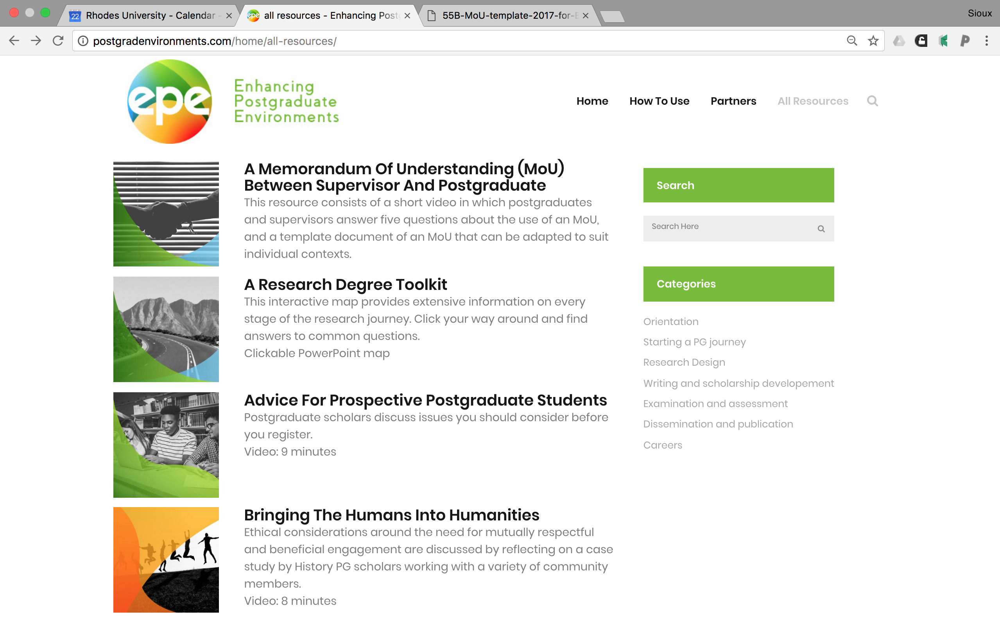 22 Rhodes University - Calendar -
epe all resources - Enhancing Post
55B-MoU-template-2017-for-E
Sioux
postgradenvironments.com/home/all-resources/
epe
Enhancing
Postgraduate
Environments
Home How To Use Partners All Resources
A Memorandum Of Understanding (MoU)
Between Supervisor And Postgraduate
This resource consists of a short video in which postgraduates
and supervisors answer five questions about the use of an MoU,
and a template document of an MoU that can be adapted to suit
individual contexts.
A Research Degree Toolkit
This interactive map provides extensive information on every
stage of the research journey. Click your way around and find
answers to common questions.
Clickable PowerPoint map
Advice For Prospective Postgraduate Students
Postgraduate scholars discuss issues you should consider before
you register.
Video: 9 minutes
Bringing The Humans Into Humanities
Ethical considerations around the need for mutually respectful
and beneficial engagement are discussed by reflecting on a case
study by History PG scholars working with a variety of community
members.
Video: 8 minutes
Search
Search Here
Categories
Orientation
Starting a PG journey
Research Design
Writing and scholarship developement
Examination and assessment
Dissemination and publication
Careers